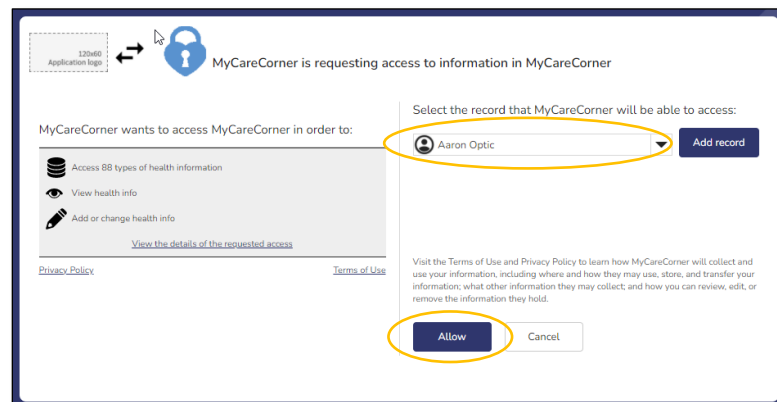 120x60
Application logo
MyCareCorner is requesting access to information in MyCareCorner
MyCareCorner wants to access MyCareCorner in order to:
Access 88 types of health information
View health info
Add or change health info
View the details of the requested access
Privacy Policy
Terms of Use
Select the record that MyCareCorner will be able to access:
Aaron Optic
Add record
Visit the Terms of Use and Privacy Policy to learn how MyCareCorner will collect and
use your information, including where and how they may use, store, and transfer your
information; what other information they may collect; and how you can review, edit, or
remove the information they hold.
Allow
Cancel